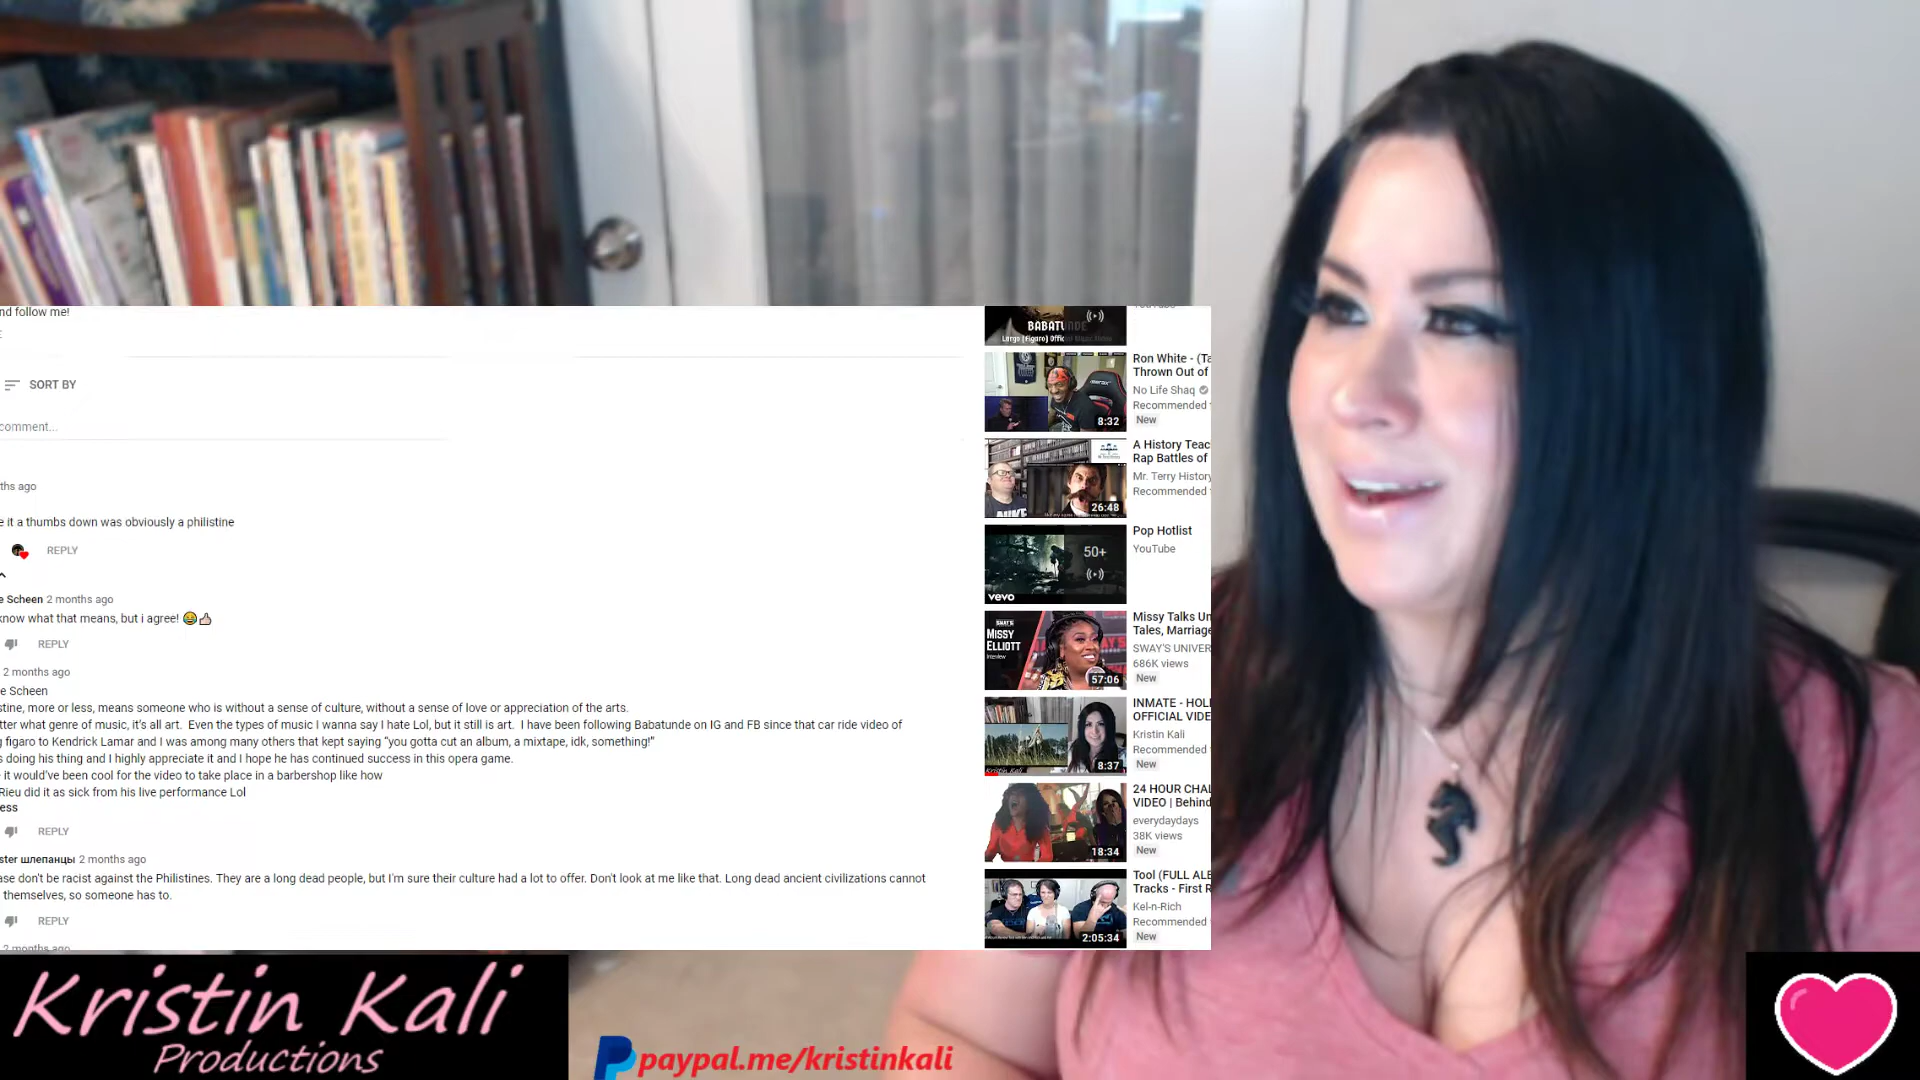 nd follow me!
SORT BY
comment...
ths ago
e it a thumbs down was obviously a philistine
REPLY
e Scheen 2 months ago
know what that means, but i agree! 😂👍
REPLY
2 months ago
e Scheen
stine, more or less, means someone who is without a sense of culture, without a sense of love or appreciation of the arts.
tter what genre of music, it's all art. Even the types of music I wanna say I hate Lol, but it still is art. I have been following Babatunde on IG and FB since that car ride video of
g figaro to Kendrick Lamar and I was among many others that kept saying "you gotta cut an album, a mixtape, idk, something!"
s doing his thing and I highly appreciate it and I hope he has continued success in this opera game.
it would've been cool for the video to take place in a barbershop like how
Rieu did it as sick from his live performance Lol
ess
REPLY
ster шлепанцы 2 months ago
ase don't be racist against the Philistines. They are a long dead people, but I'm sure their culture had a lot to offer. Don't look at me like that. Long dead ancient civilizations cannot
themselves, so someone has to.
REPLY
2 months ago
YouTube
BABATUNDE
Largo (Figaro) Offic
Ron White - (Ta
Thrown Out of
No Life Shaq
Recommended
New
8:32
A History Teac
Rap Battles of
Mr. Terry History
Recommended
26:48
Pop Hotlist
YouTube
50+
vevo
Missy Talks Un
Tales, Marriage
SWAY'S UNIVER
686K views
New
SWAY'S
MISSY
ELLIOTT
Interview
57:06
INMATE - HOL
OFFICIAL VIDE
Kristin Kali
Recommended
New
Kristin Kali
8:37
24 HOUR CHAL
VIDEO | Behind
everydaydays
38K views
New
18:34
Tool (FULL ALB
Tracks - First R
Kel-n-Rich
Recommended
New
2:05:34
Kristin Kali
Productions
paypal.me/kristinkali